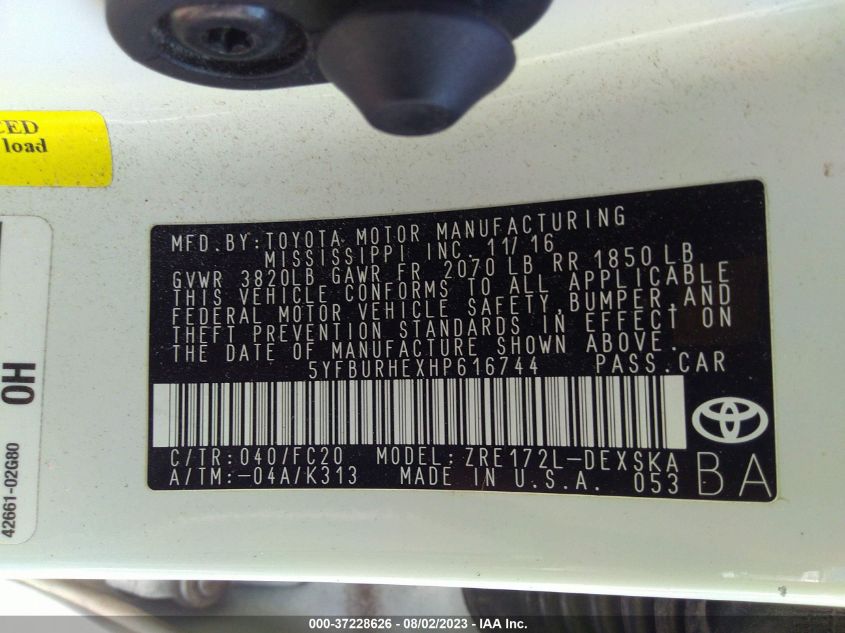 CED
load
MFD.BY:TOYOTA MOTOR MANUFACTURING
MISSISSIPPI INC. 11/16
GVWR 3820LB GAWR FR 2070 LB RR 1850 LB
THIS VEHICLE CONFORMS TO ALL APPLICABLE
FEDERAL MOTOR VEHICLE SAFETY,BUMPER,AND
THEFT PREVENTION STANDARDS IN EFFECT ON
THE DATE OF MANUFACTURE SHOWN ABOVE.
5YFBURHEXHP616744 PASS.CAR
C/TR:040/FC20 MODEL:ZRE172L-DEXSKA
A/TM:-04A/K313 MADE IN U.S.A. 053 BA
OH
42661-02G80
000-37228626 - 08/02/2023 - IAA Inc.